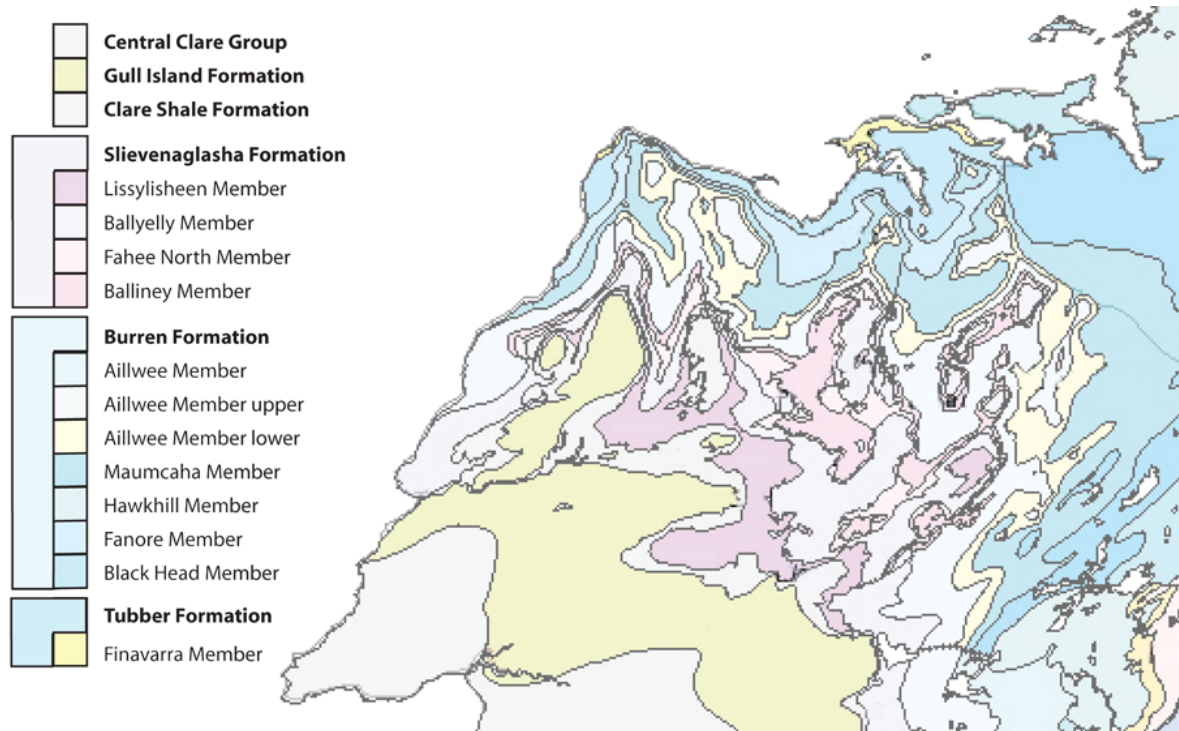 Central Clare Group
Gull Island Formation
Clare Shale Formation
Slievenaglasha Formation
Lissylisheen Member
Ballyelly Member
Fahee North Member
Balliney Member
Burren Formation
Aillwee Member
Aillwee Member upper
Aillwee Member lower
Maumcaha Member
Hawkhill Member
Fanore Member
Black Head Member
Tubber Formation
Finavarra Member